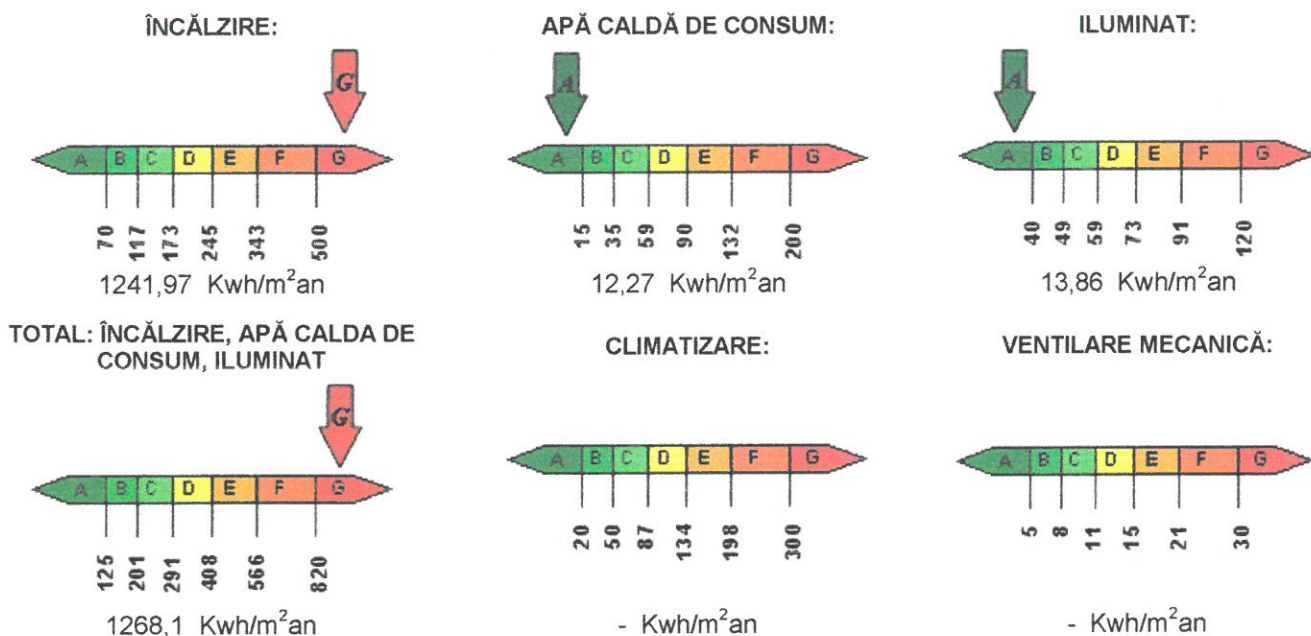 ÎNCĂLZIRE:
G
A B C D E F G
70 117 173 245 343 500
1241,97 Kwh/m²an
APĂ CALDĂ DE CONSUM:
A
A B C D E F G
15 35 59 90 132 200
12,27 Kwh/m²an
ILUMINAT:
A
A B C D E F G
40 49 59 73 91 120
13,86 Kwh/m²an
TOTAL: ÎNCĂLZIRE, APĂ CALDA DE
CONSUM, ILUMINAT
G
A B C D E F G
125 201 291 408 566 820
1268,1 Kwh/m²an
CLIMATIZARE:
A B C D E F G
20 50 87 134 198 300
- Kwh/m²an
VENTILARE MECANICĂ:
A B C D E F G
5 8 11 15 21 30
- Kwh/m²an